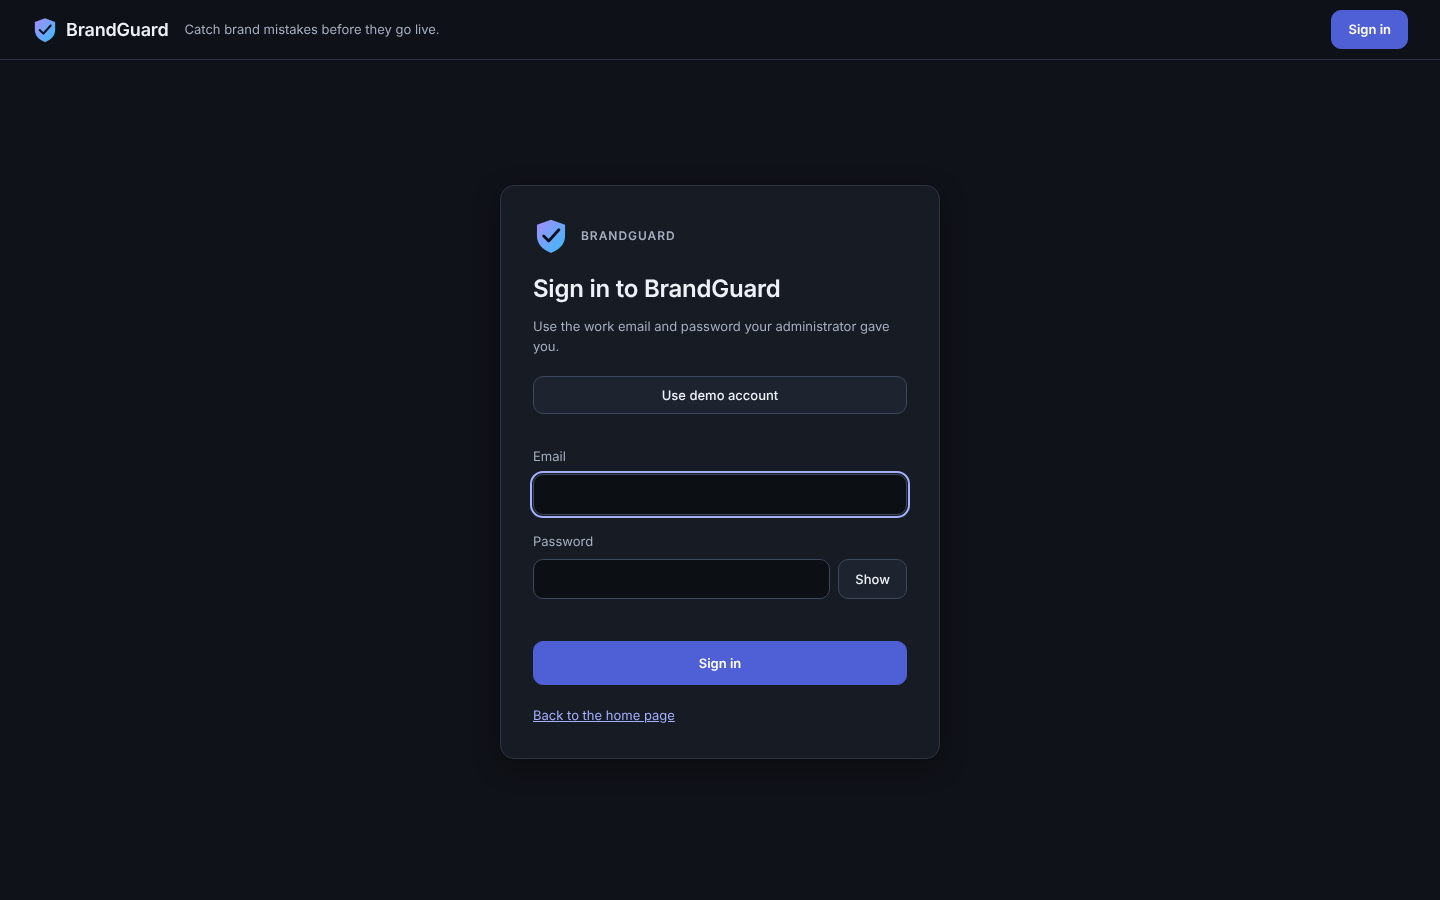 BrandGuard
Catch brand mistakes before they go live.
Sign in
BRANDGUARD
Sign in to BrandGuard
Use the work email and password your administrator gave
you.
Use demo account
Email
Password
Show
Sign in
Back to the home page